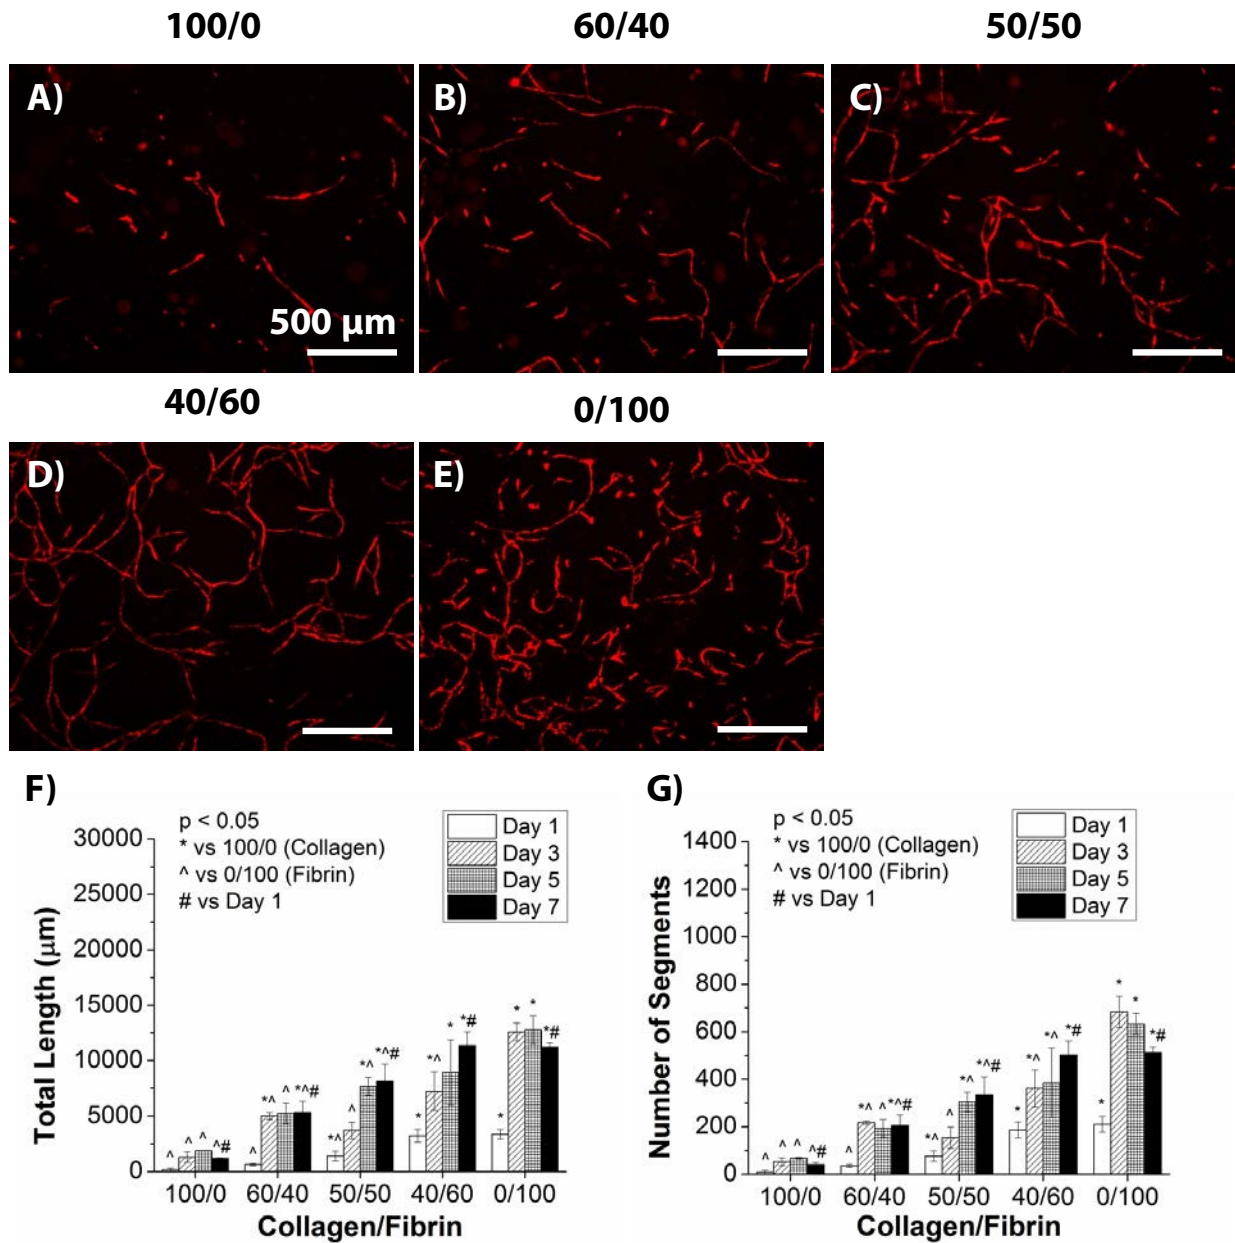 100/0
60/40
50/50
A)
B)
C)
500 μm
40/60
0/100
D)
E)
F)
p < 0.05
* vs 100/0 (Collagen)
^ vs 0/100 (Fibrin)
# vs Day 1
Day 1
Day 3
Day 5
Day 7
Total Length (μm)
30000
25000
20000
15000
10000
5000
0
^ ^ ^ ^#
^ *^ ^ *^#
*^ ^ *^ *^#
* *^ * *#
* * * *#
100/0 60/40 50/50 40/60 0/100
Collagen/Fibrin
G)
p < 0.05
* vs 100/0 (Collagen)
^ vs 0/100 (Fibrin)
# vs Day 1
Day 1
Day 3
Day 5
Day 7
Number of Segments
1400
1200
1000
800
600
400
200
0
^ ^ ^ ^#
^ *^ ^ *^#
*^ ^ *^ *^#
* *^ *^ *#
* * * *#
100/0 60/40 50/50 40/60 0/100
Collagen/Fibrin